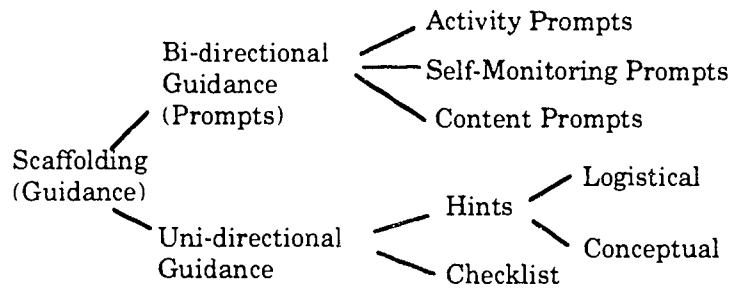 Activity Prompts
Bi-directional
Guidance
(Prompts)
Self-Monitoring Prompts
Content Prompts
Scaffolding
(Guidance)
Logistical
Hints
Uni-directional
Guidance
Conceptual
Checklist